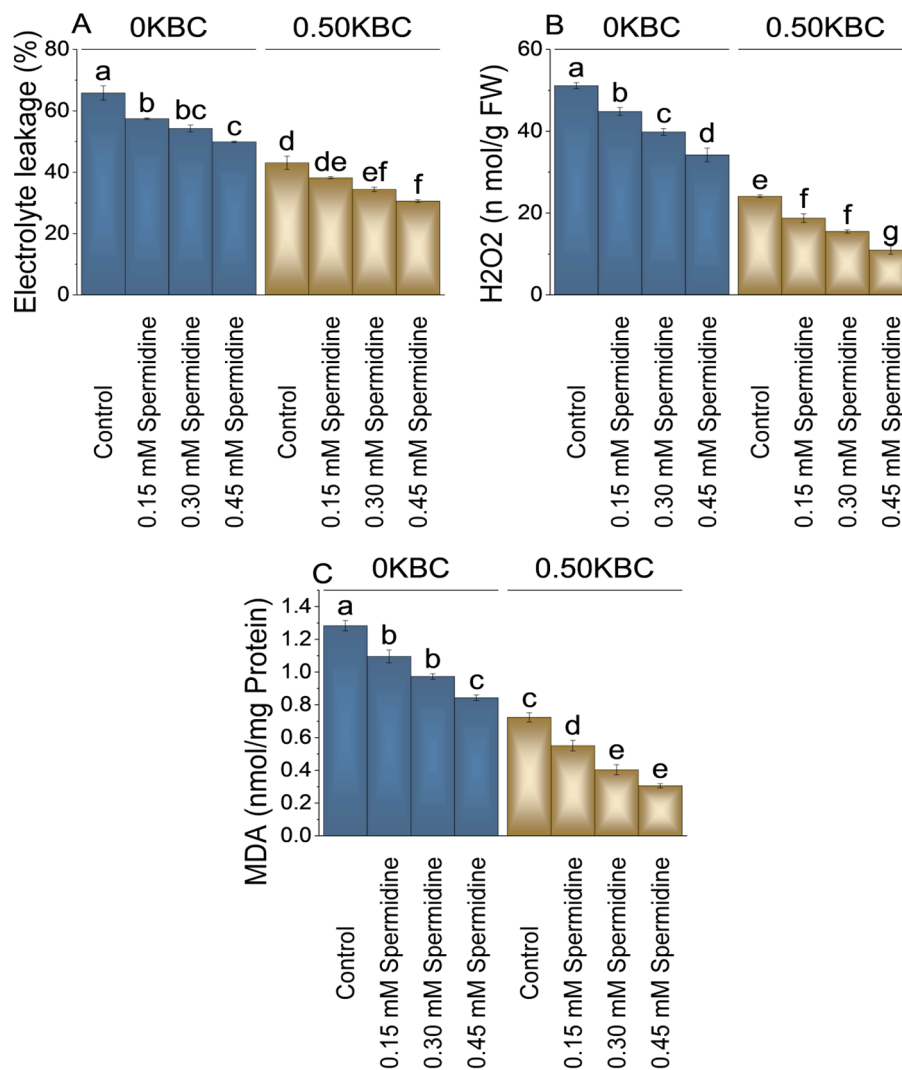 A
0KBC
0.50KBC
Electrolyte leakage (%)
80
60
40
20
0
a
b
bc
c
d
de
ef
f
Control
0.15 mM Spermidine
0.30 mM Spermidine
0.45 mM Spermidine
Control
0.15 mM Spermidine
0.30 mM Spermidine
0.45 mM Spermidine
B
0KBC
0.50KBC
H2O2 (n mol/g FW)
60
40
20
0
a
b
c
d
e
f
f
g
Control
0.15 mM Spermidine
0.30 mM Spermidine
0.45 mM Spermidine
Control
0.15 mM Spermidine
0.30 mM Spermidine
0.45 mM Spermidine
C
0KBC
0.50KBC
MDA (nmol/mg Protein)
1.4
1.2
1.0
0.8
0.6
0.4
0.2
0.0
a
b
b
c
c
d
e
e
Control
0.15 mM Spermidine
0.30 mM Spermidine
0.45 mM Spermidine
Control
0.15 mM Spermidine
0.30 mM Spermidine
0.45 mM Spermidine